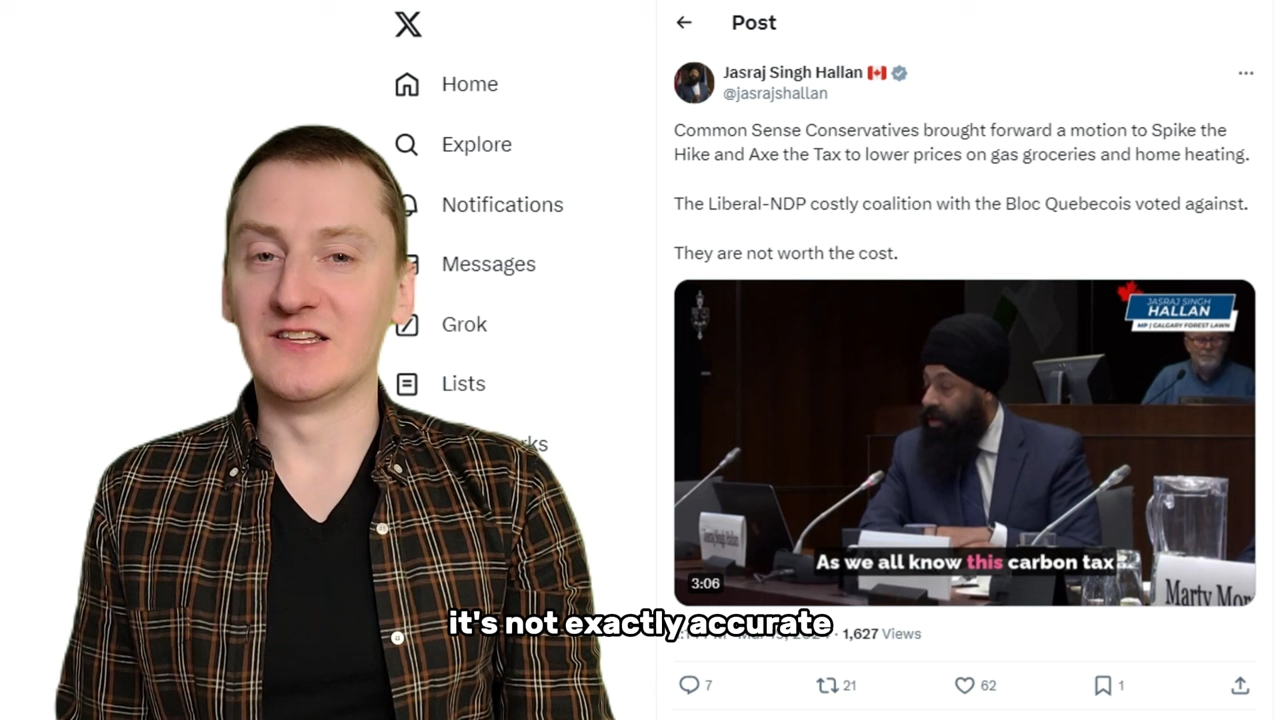 Home
Explore
Notifications
Messages
Grok
Lists
Post
Jasraj Singh Hallan
@jasrajshallan
Common Sense Conservatives brought forward a motion to Spike the
Hike and Axe the Tax to lower prices on gas groceries and home heating.
The Liberal-NDP costly coalition with the Bloc Quebecois voted against.
They are not worth the cost.
JASRAJ SINGH
HALLAN
MP | CALGARY FOREST LAWN
Jasraj Singh Hallan
As we all know this carbon tax
3:06
Marty
it's not exactly accurate
1,627 Views
7
21
62
1